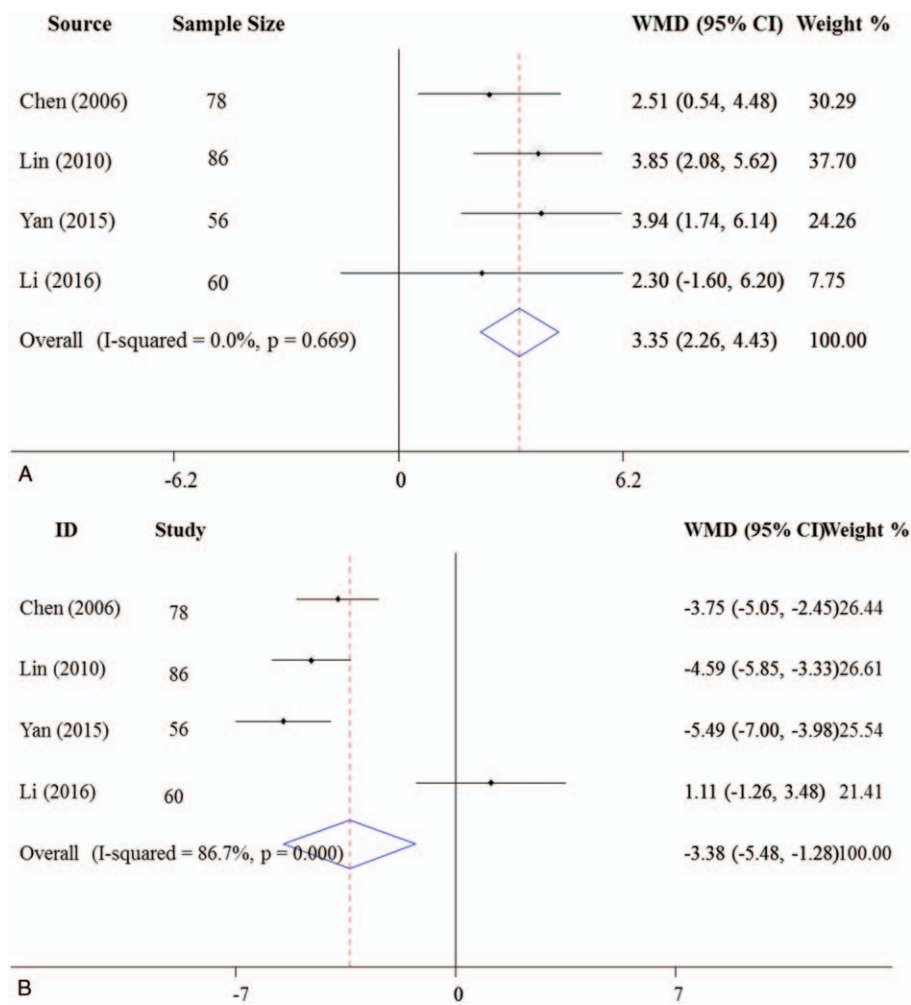 Source Sample Size WMD (95% CI) Weight %
Chen (2006) 78 2.51 (0.54, 4.48) 30.29
Lin (2010) 86 3.85 (2.08, 5.62) 37.70
Yan (2015) 56 3.94 (1.74, 6.14) 24.26
Li (2016) 60 2.30 (-1.60, 6.20) 7.75
Overall (I-squared = 0.0%, p = 0.669) 3.35 (2.26, 4.43) 100.00
A -6.2 0 6.2
ID Study WMD (95% CI)Weight %
Chen (2006) 78 -3.75 (-5.05, -2.45)26.44
Lin (2010) 86 -4.59 (-5.85, -3.33)26.61
Yan (2015) 56 -5.49 (-7.00, -3.98)25.54
Li (2016) 60 1.11 (-1.26, 3.48) 21.41
Overall (I-squared = 86.7%, p = 0.000) -3.38 (-5.48, -1.28)100.00
B -7 0 7